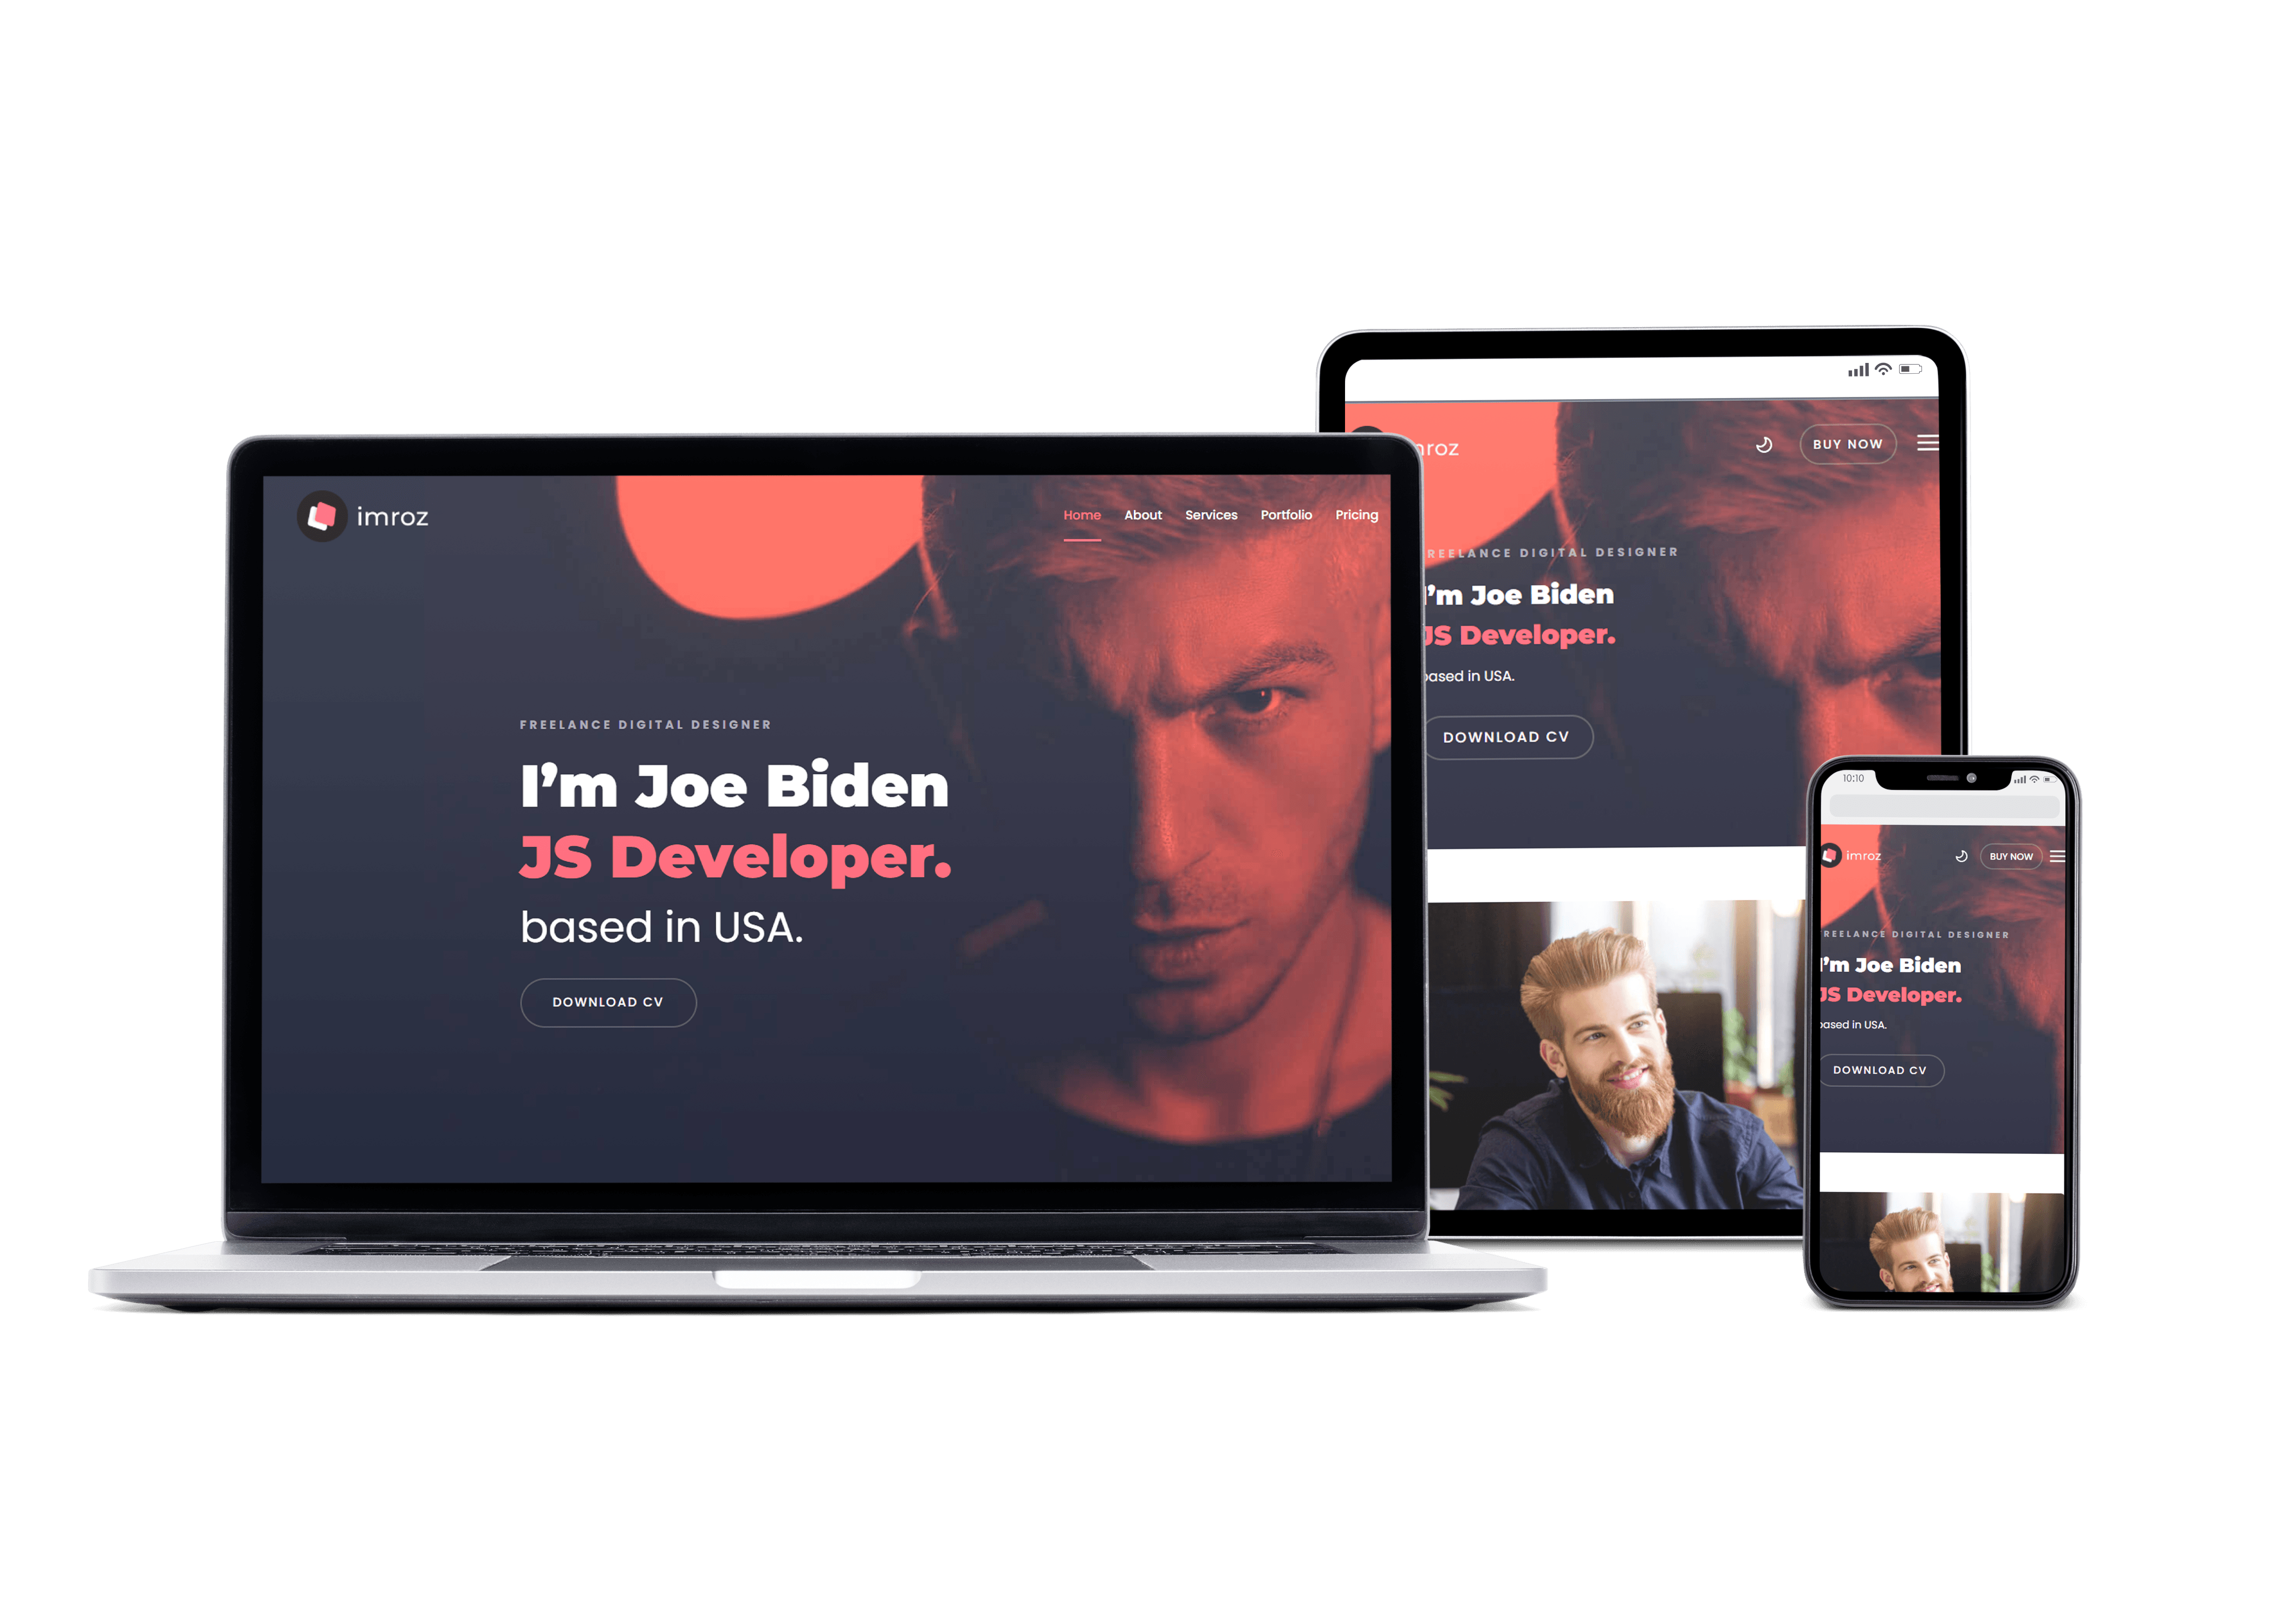 imroz
Home About Services Portfolio Pricing
FREELANCE DIGITAL DESIGNER
I'm Joe Biden
JS Developer.
based in USA.
DOWNLOAD CV
roz
BUY NOW
REELANCE DIGITAL DESIGNER
I'm Joe Biden
JS Developer.
based in USA.
DOWNLOAD CV
10:10
imroz
BUY NOW
REELANCE DIGITAL DESIGNER
I'm Joe Biden
JS Developer.
based in USA.
DOWNLOAD CV